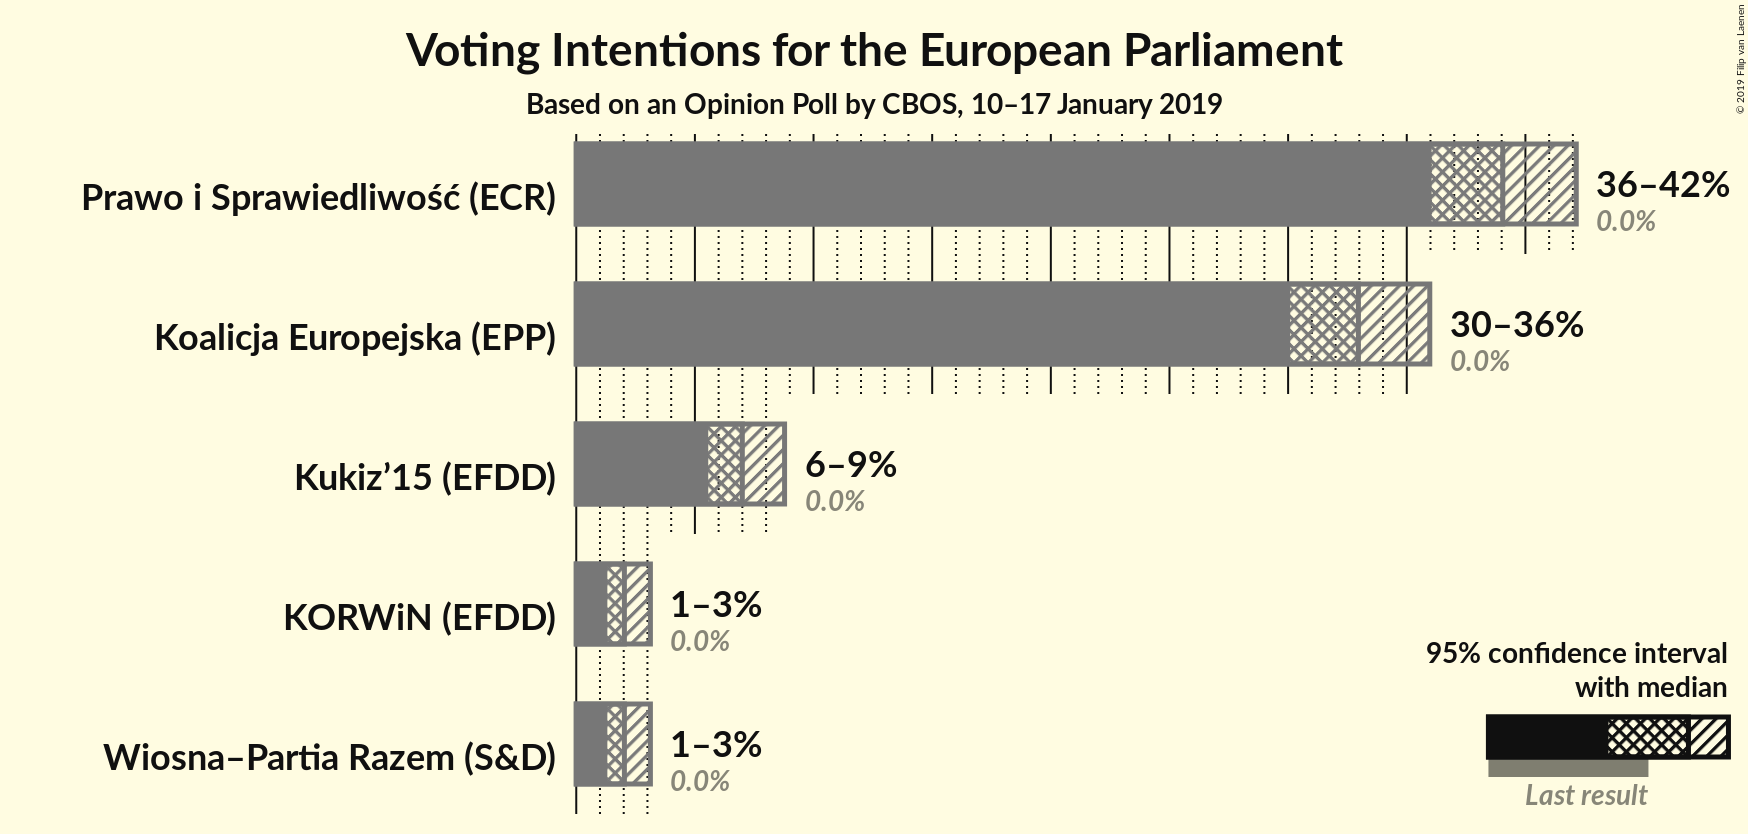 Voting Intentions for the European Parliament
Based on an Opinion Poll by CBOS, 10–17 January 2019
© 2019 Filip van Laenen
Prawo i Sprawiedliwość (ECR)
36–42%
0.0%
Koalicja Europejska (EPP)
30–36%
0.0%
Kukiz’15 (EFDD)
6–9%
0.0%
KORWiN (EFDD)
1–3%
0.0%
Wiosna–Partia Razem (S&D)
1–3%
0.0%
95% confidence interval
with median
Last result